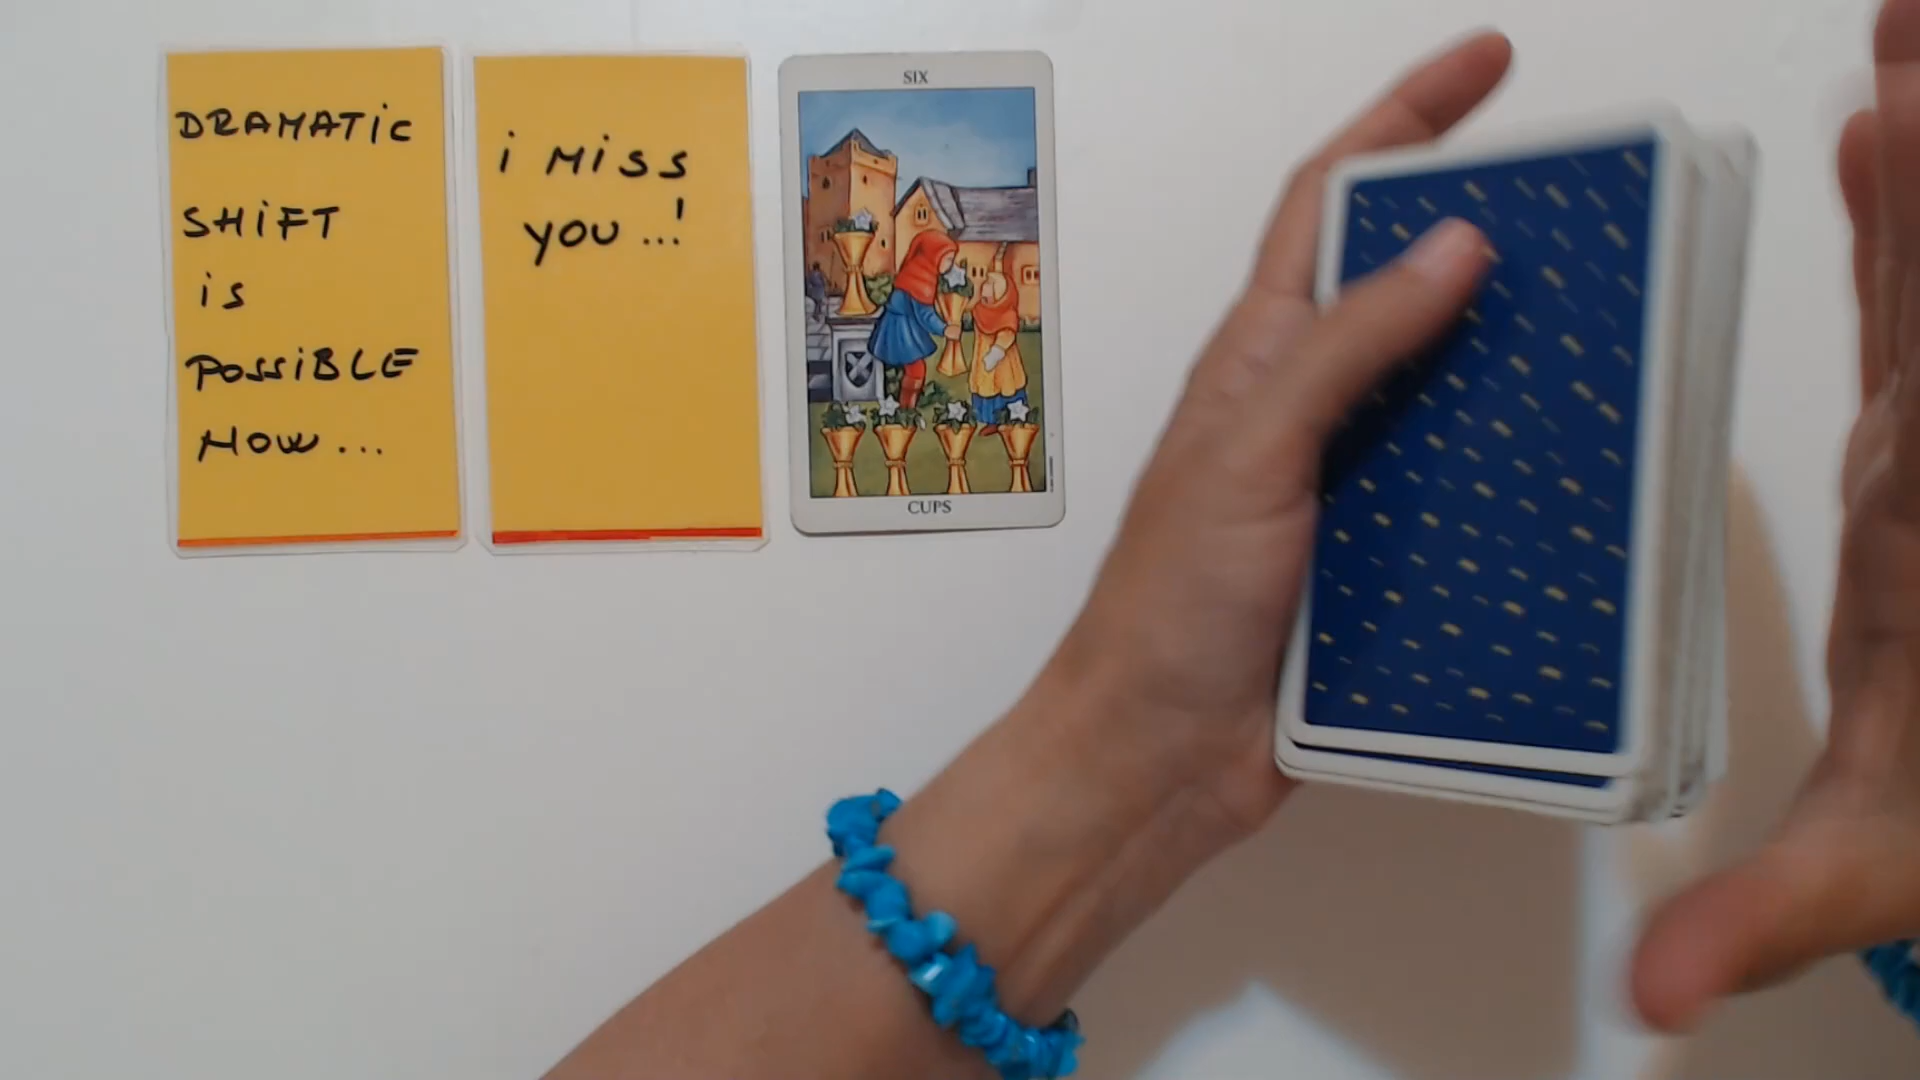 DRAMATiC
SHiFT
iS
POSSiBLE
NOW...
i MiSS
YOU...!
SIX
CUPS